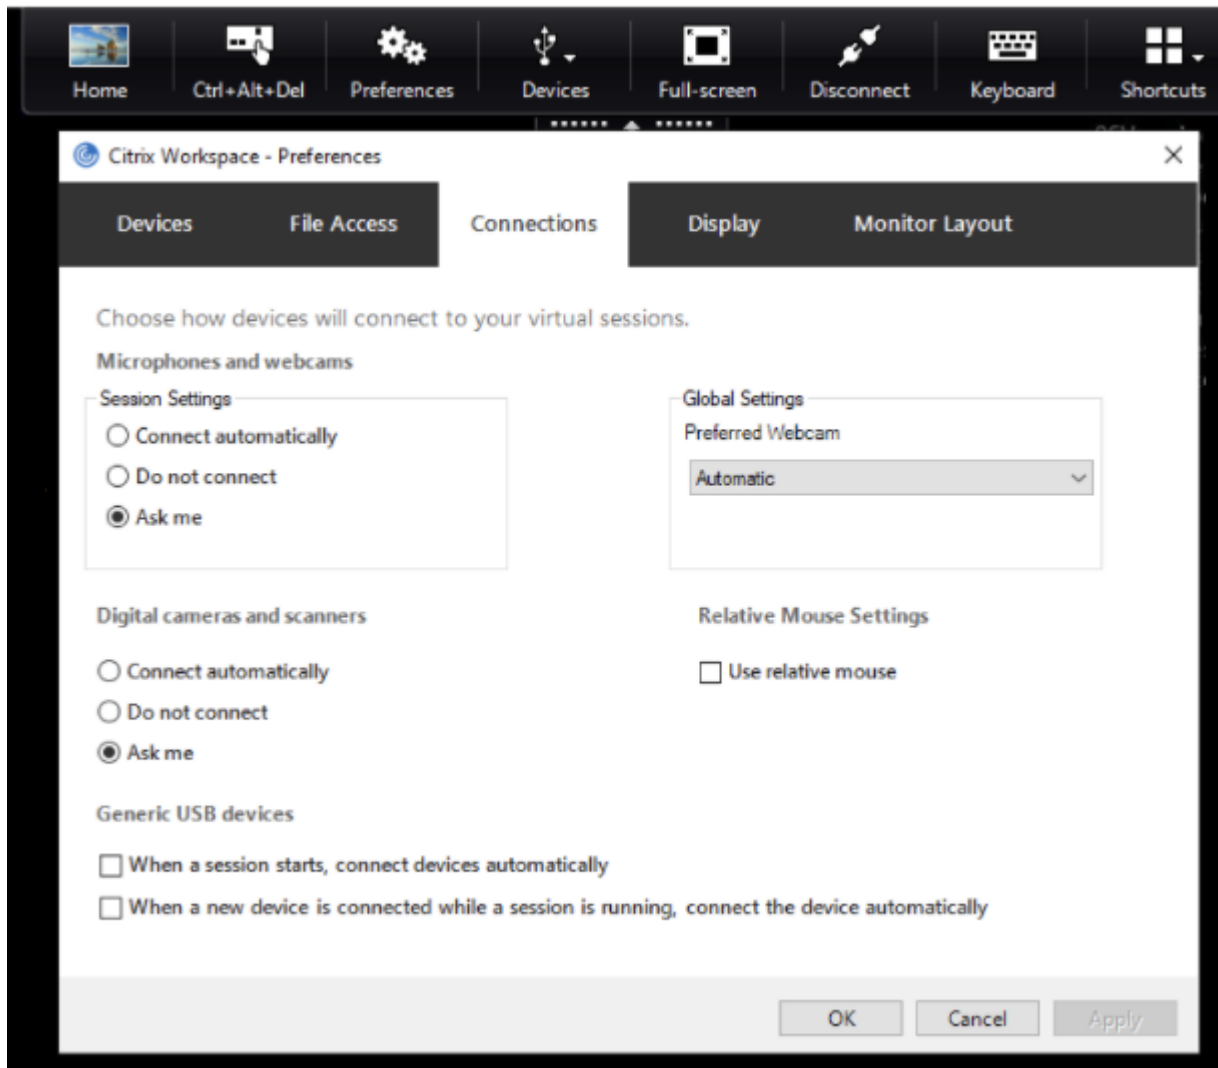 Home Ctrl+Alt+Del Preferences Devices Full-screen Disconnect Keyboard Shortcuts
Citrix Workspace - Preferences
Devices File Access Connections Display Monitor Layout
Choose how devices will connect to your virtual sessions.
Microphones and webcams
Session Settings
Connect automatically
Do not connect
Ask me
Global Settings
Preferred Webcam
Automatic
Digital cameras and scanners
Connect automatically
Do not connect
Ask me
Relative Mouse Settings
Use relative mouse
Generic USB devices
When a session starts, connect devices automatically
When a new device is connected while a session is running, connect the device automatically
OK Cancel Apply